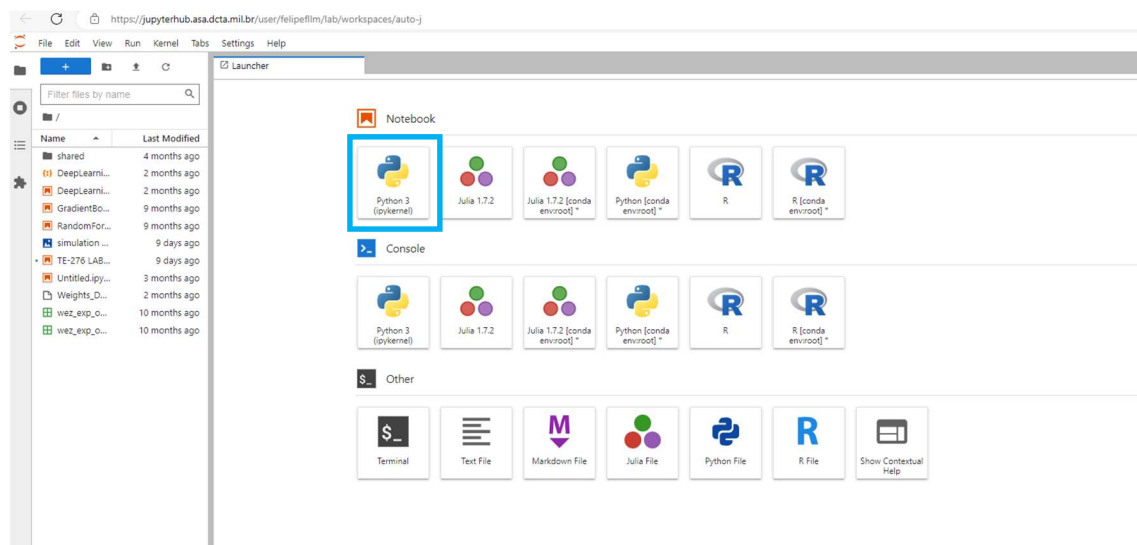 https://jupyterhub.asa.dcta.mil.br/user/felipefllm/lab/workspaces/auto-j
File Edit View Run Kernel Tabs Settings Help
+
Launcher
Filter files by name
/
Name Last Modified
shared 4 months ago
DeepLearni... 2 months ago
DeepLearni... 2 months ago
GradientBo... 9 months ago
RandomFor... 9 months ago
simulation ... 9 days ago
TE-276 LAB... 9 days ago
Untitled.ipy... 3 months ago
Weights_D... 2 months ago
wez_exp_o... 10 months ago
wez_exp_o... 10 months ago
Notebook
Python 3
(ipykernel)
Julia 1.7.2
Julia 1.7.2 [conda
env:root] *
Python [conda
env:root] *
R
R
R
R [conda
env:root] *
>_ Console
Python 3
(ipykernel)
Julia 1.7.2
Julia 1.7.2 [conda
env:root] *
Python [conda
env:root] *
R
R
R
R [conda
env:root] *
$_ Other
$_
Terminal
Text File
M
Markdown File
Julia File
Python File
R
R File
Show Contextual
Help